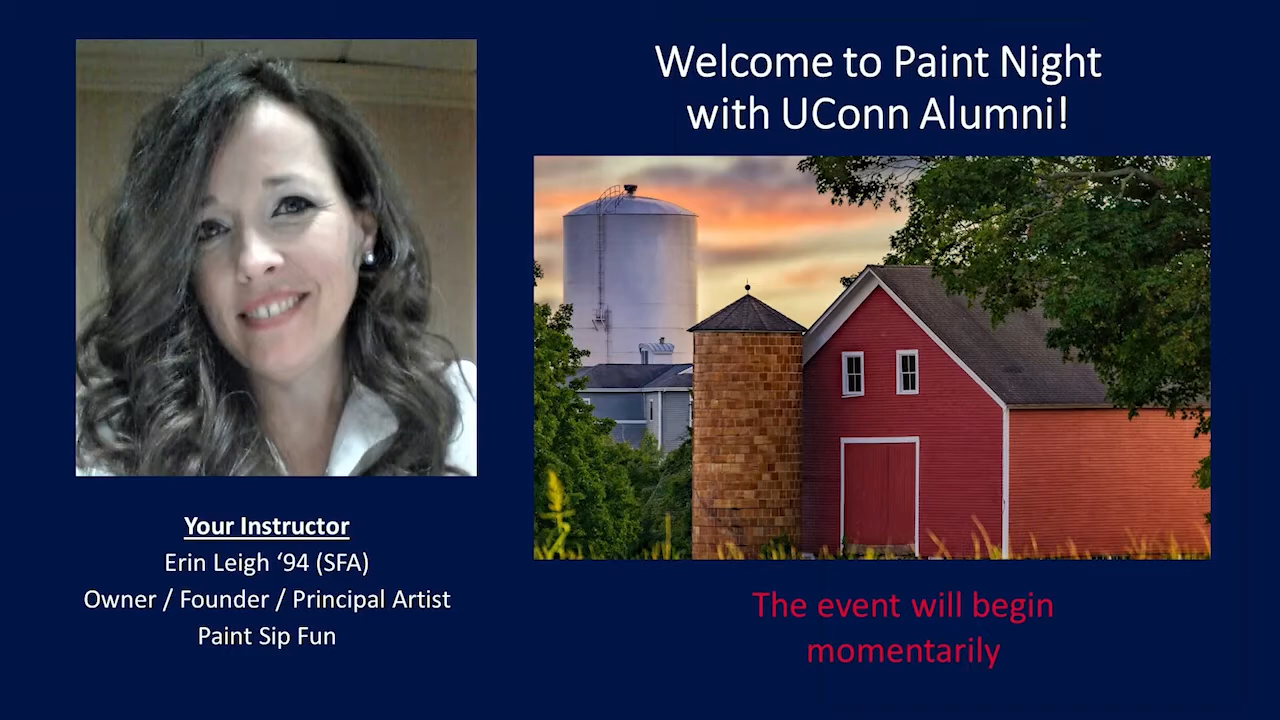 Welcome to Paint Night
with UConn Alumni!
Your Instructor
Erin Leigh ‘94 (SFA)
Owner / Founder / Principal Artist
Paint Sip Fun
The event will begin
momentarily